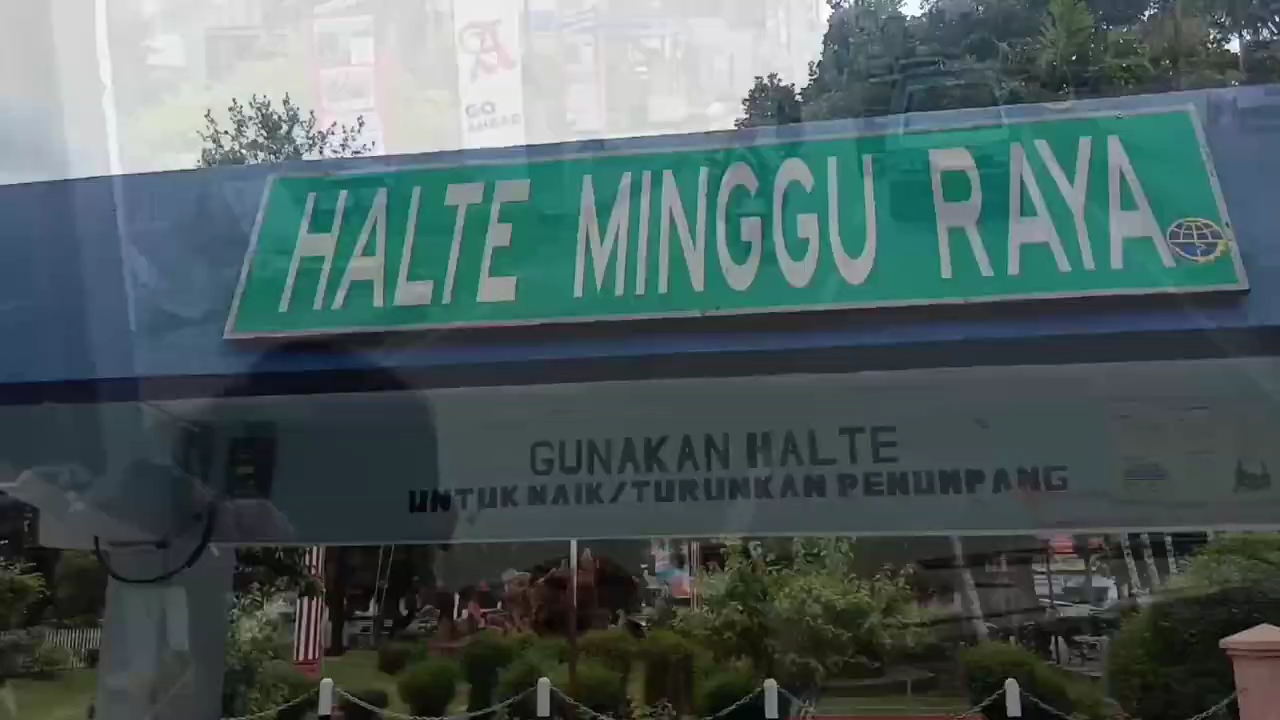 HALTE MINGGU RAYA
GUNAKAN HALTE
UNTUK NAIK/TURUNKAN PENUMPANG